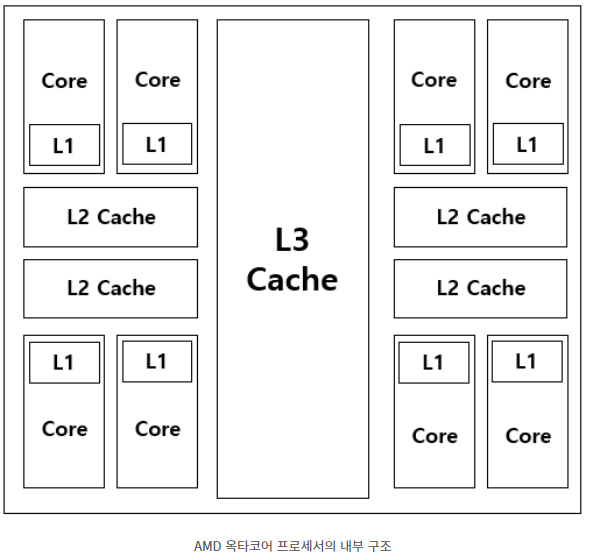 Core Core
L1 L1
L2 Cache
L2 Cache
L1 L1
Core Core
L3
Cache
Core Core
L1 L1
L2 Cache
L2 Cache
L1 L1
Core Core
AMD 옥타코어 프로세서의 내부 구조